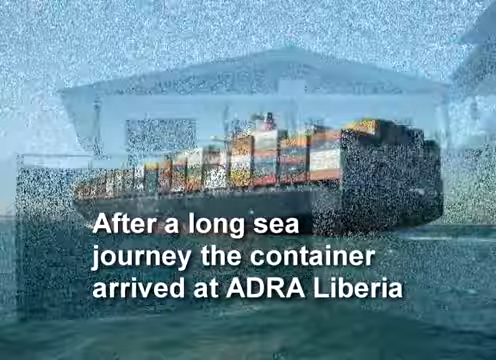 After a long sea
journey the container
arrived at ADRA Liberia